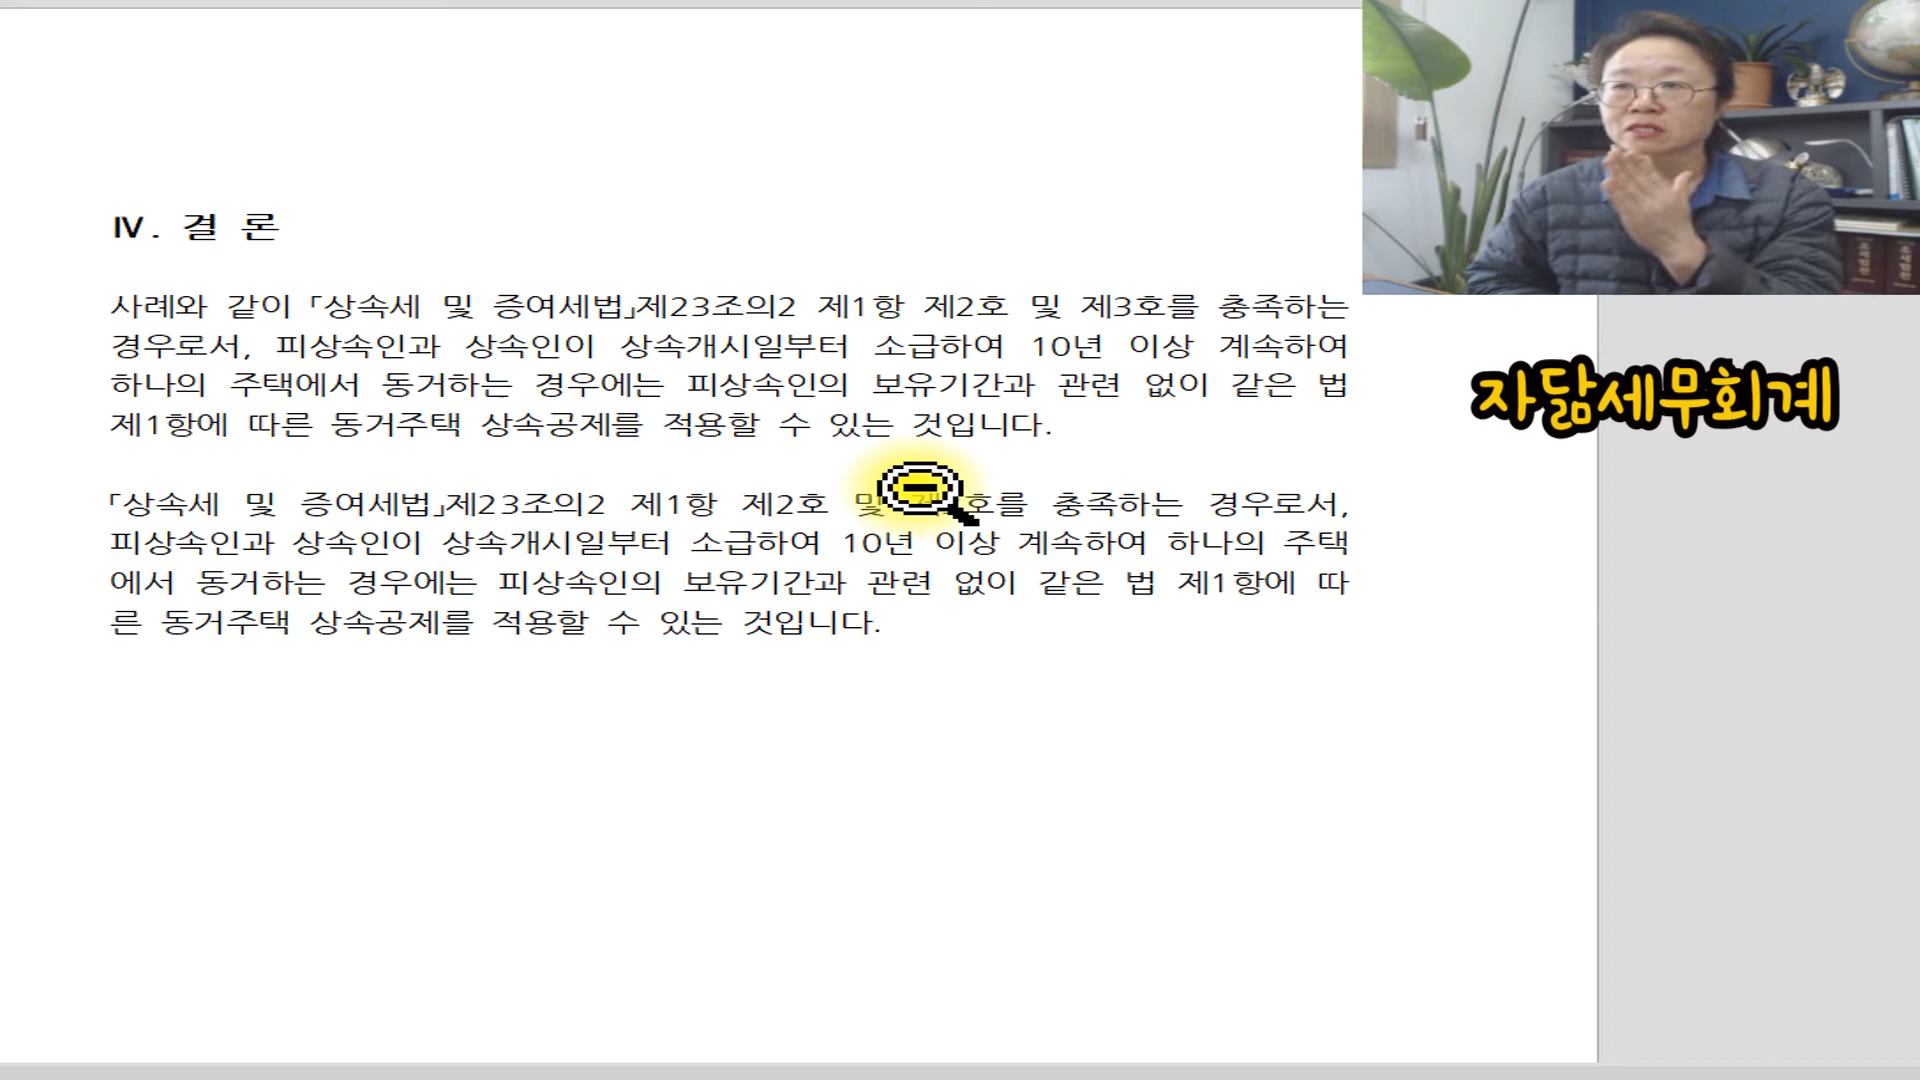 Ⅳ. 결 론
사례와 같이 「상속세 및 증여세법」제23조의2 제1항 제2호 및 제3호를 충족하는
경우로서, 피상속인과 상속인이 상속개시일부터 소급하여 10년 이상 계속하여
하나의 주택에서 동거하는 경우에는 피상속인의 보유기간과 관련 없이 같은 법
제1항에 따른 동거주택 상속공제를 적용할 수 있는 것입니다.
「상속세 및 증여세법」제23조의2 제1항 제2호 및 충족하는 경우로서,
피상속인과 상속인이 상속개시일부터 소급하여 10년 이상 계속하여 하나의 주택
에서 동거하는 경우에는 피상속인의 보유기간과 관련 없이 같은 법 제1항에 따
른 동거주택 상속공제를 적용할 수 있는 것입니다.
자닮세무회계